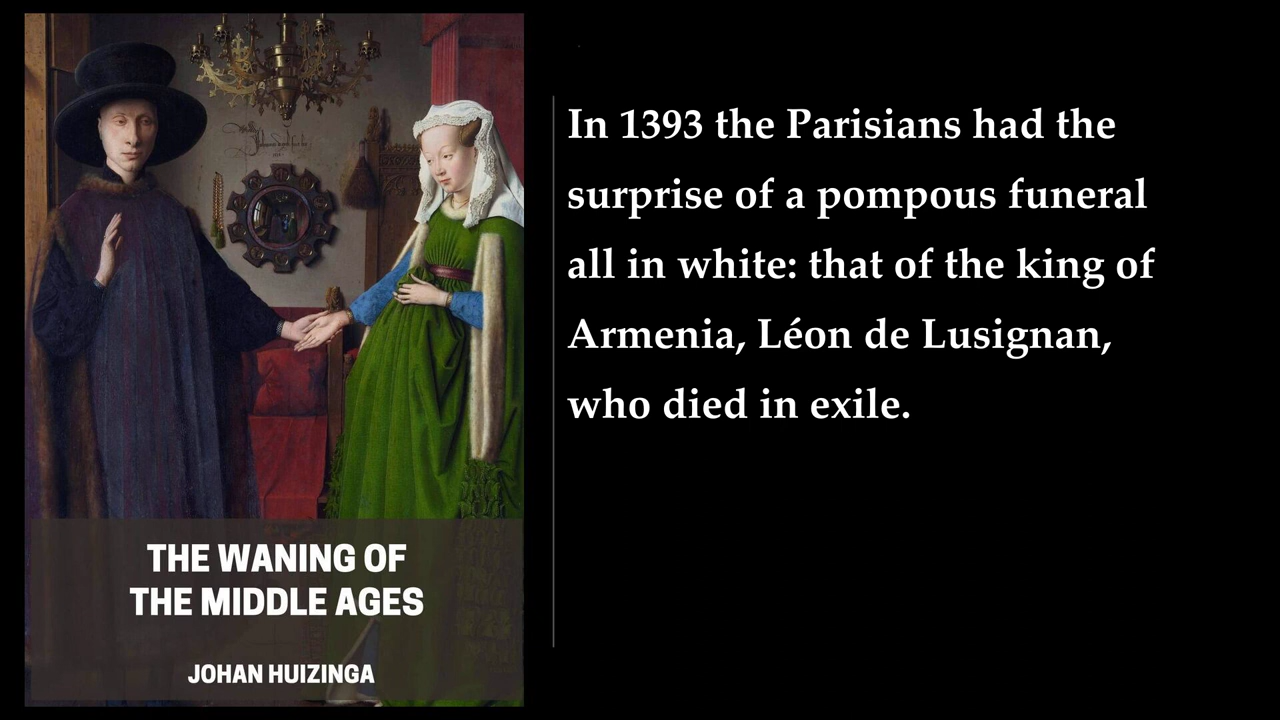 THE WANING OF
THE MIDDLE AGES
JOHAN HUIZINGA
In 1393 the Parisians had the
surprise of a pompous funeral
all in white: that of the king of
Armenia, Léon de Lusignan,
who died in exile.